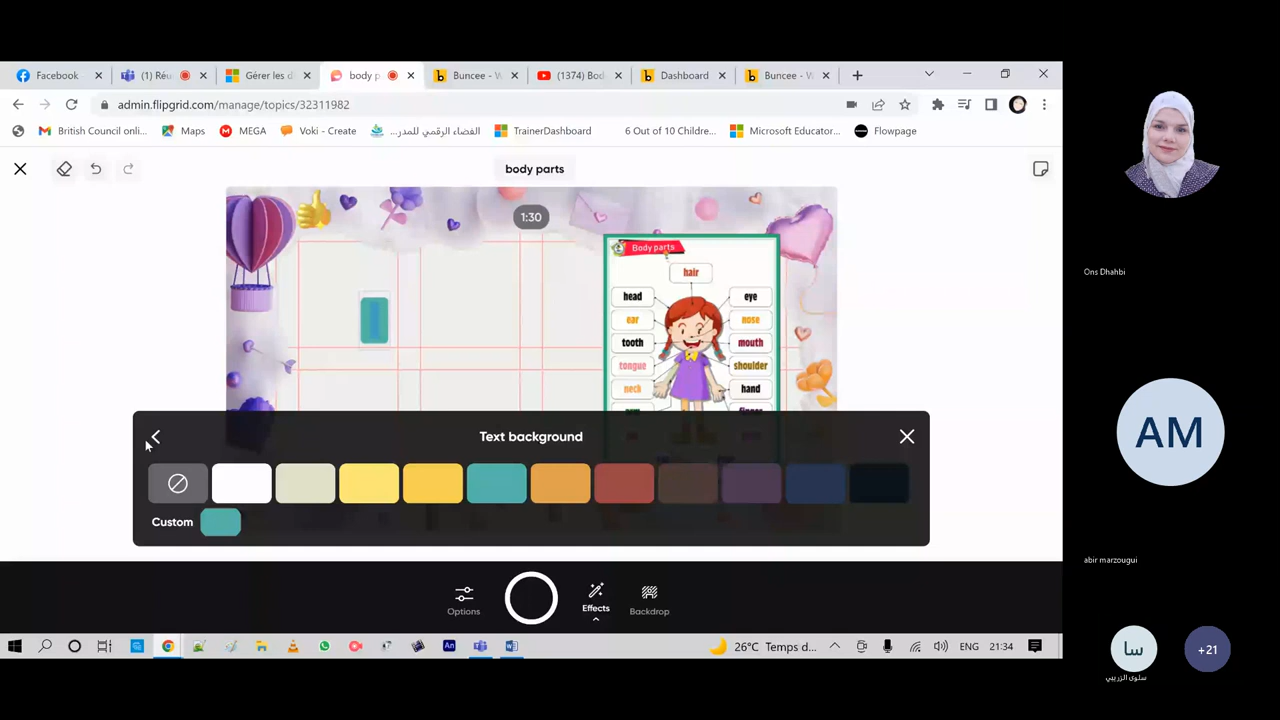 Facebook
(1) Réu
Gérer les d
body p
Buncee - W
(1374) Bod
Dashboard
Buncee - W
admin.flipgrid.com/manage/topics/32311982
British Council onli...
Maps
MEGA
Voki - Create
الفضاء الرقمي للمدر...
TrainerDashboard
6 Out of 10 Childre...
Microsoft Educator...
Flowpage
body parts
1:30
Body parts
hair
head
eye
ear
nose
tooth
mouth
tongue
shoulder
neck
hand
Text background
Custom
Options
Effects
Backdrop
26°C Temps d...
ENG
21:34
Ons Dhahbi
AM
abir marzougui
سا
+21
سلوى الزريبي